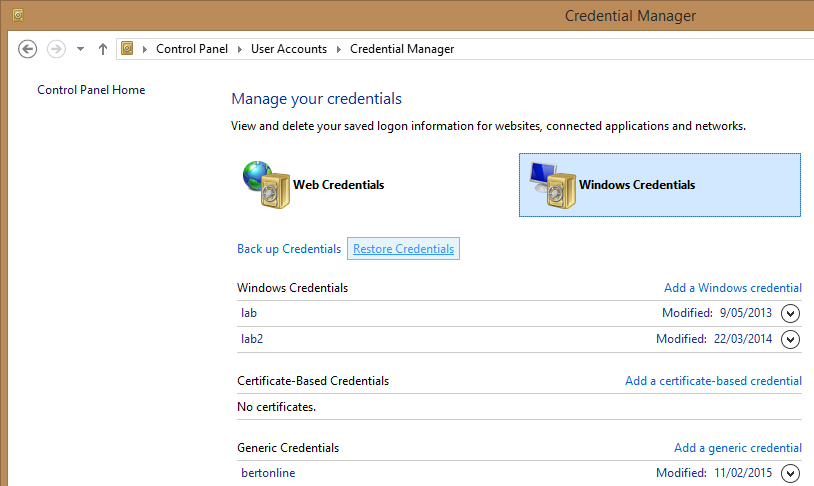 Credential Manager
Control Panel User Accounts Credential Manager
Control Panel Home
Manage your credentials
View and delete your saved logon information for websites, connected applications and networks.
Web Credentials Windows Credentials
Back up Credentials Restore Credentials
Windows Credentials Add a Windows credential
lab Modified: 9/05/2013
lab2 Modified: 22/03/2014
Certificate-Based Credentials Add a certificate-based credential
No certificates.
Generic Credentials Add a generic credential
bertonline Modified: 11/02/2015